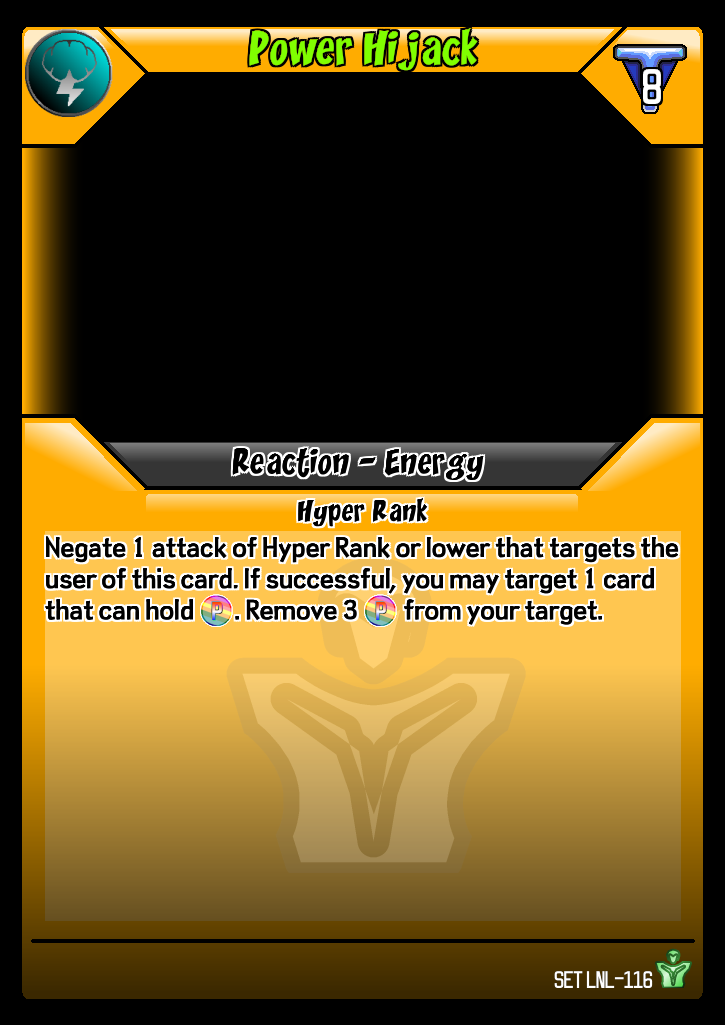 Power Hijack
8
Reaction - Energy
Hyper Rank
Negate 1 attack of Hyper Rank or lower that targets the
user of this card. If successful, you may target 1 card
that can hold P. Remove 3 P from your target.
SET LNL-116